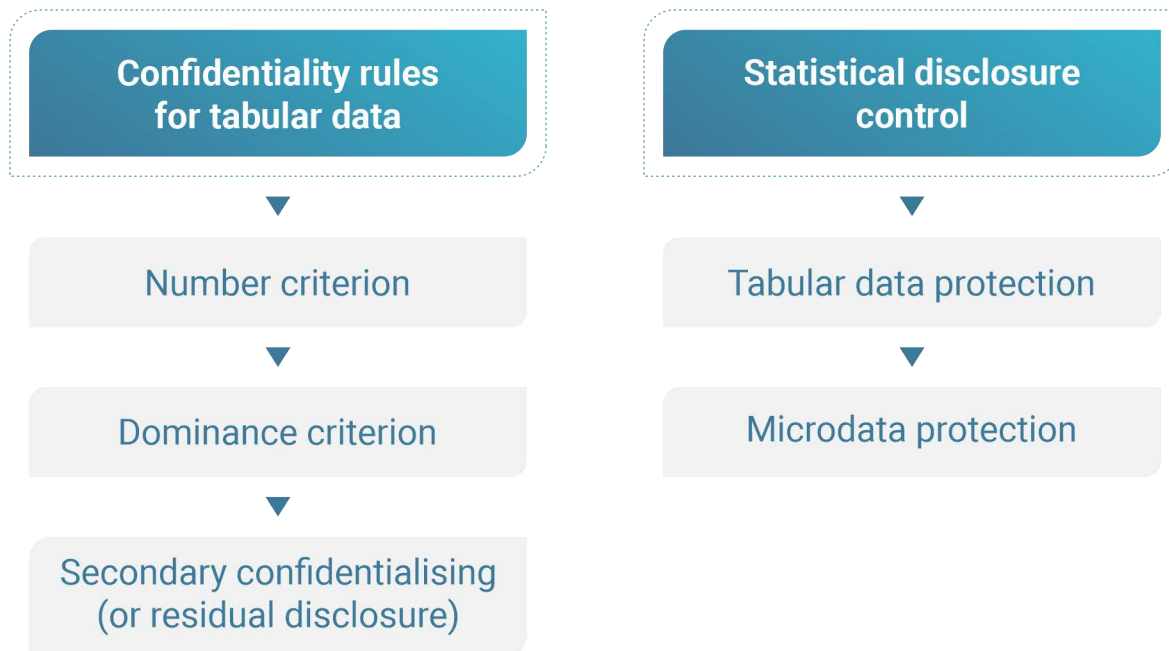 Confidentiality rules
for tabular data
Number criterion
Dominance criterion
Secondary confidentialising
(or residual disclosure)
Statistical disclosure
control
Tabular data protection
Microdata protection